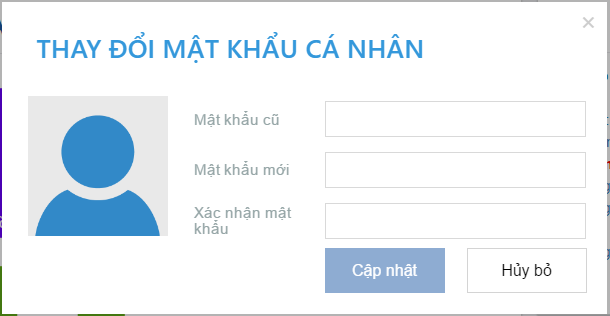 THAY ĐỔI MẬT KHẨU CÁ NHÂN
Mật khẩu cũ
Mật khẩu mới
Xác nhận mật
khẩu
Cập nhật
Hủy bỏ